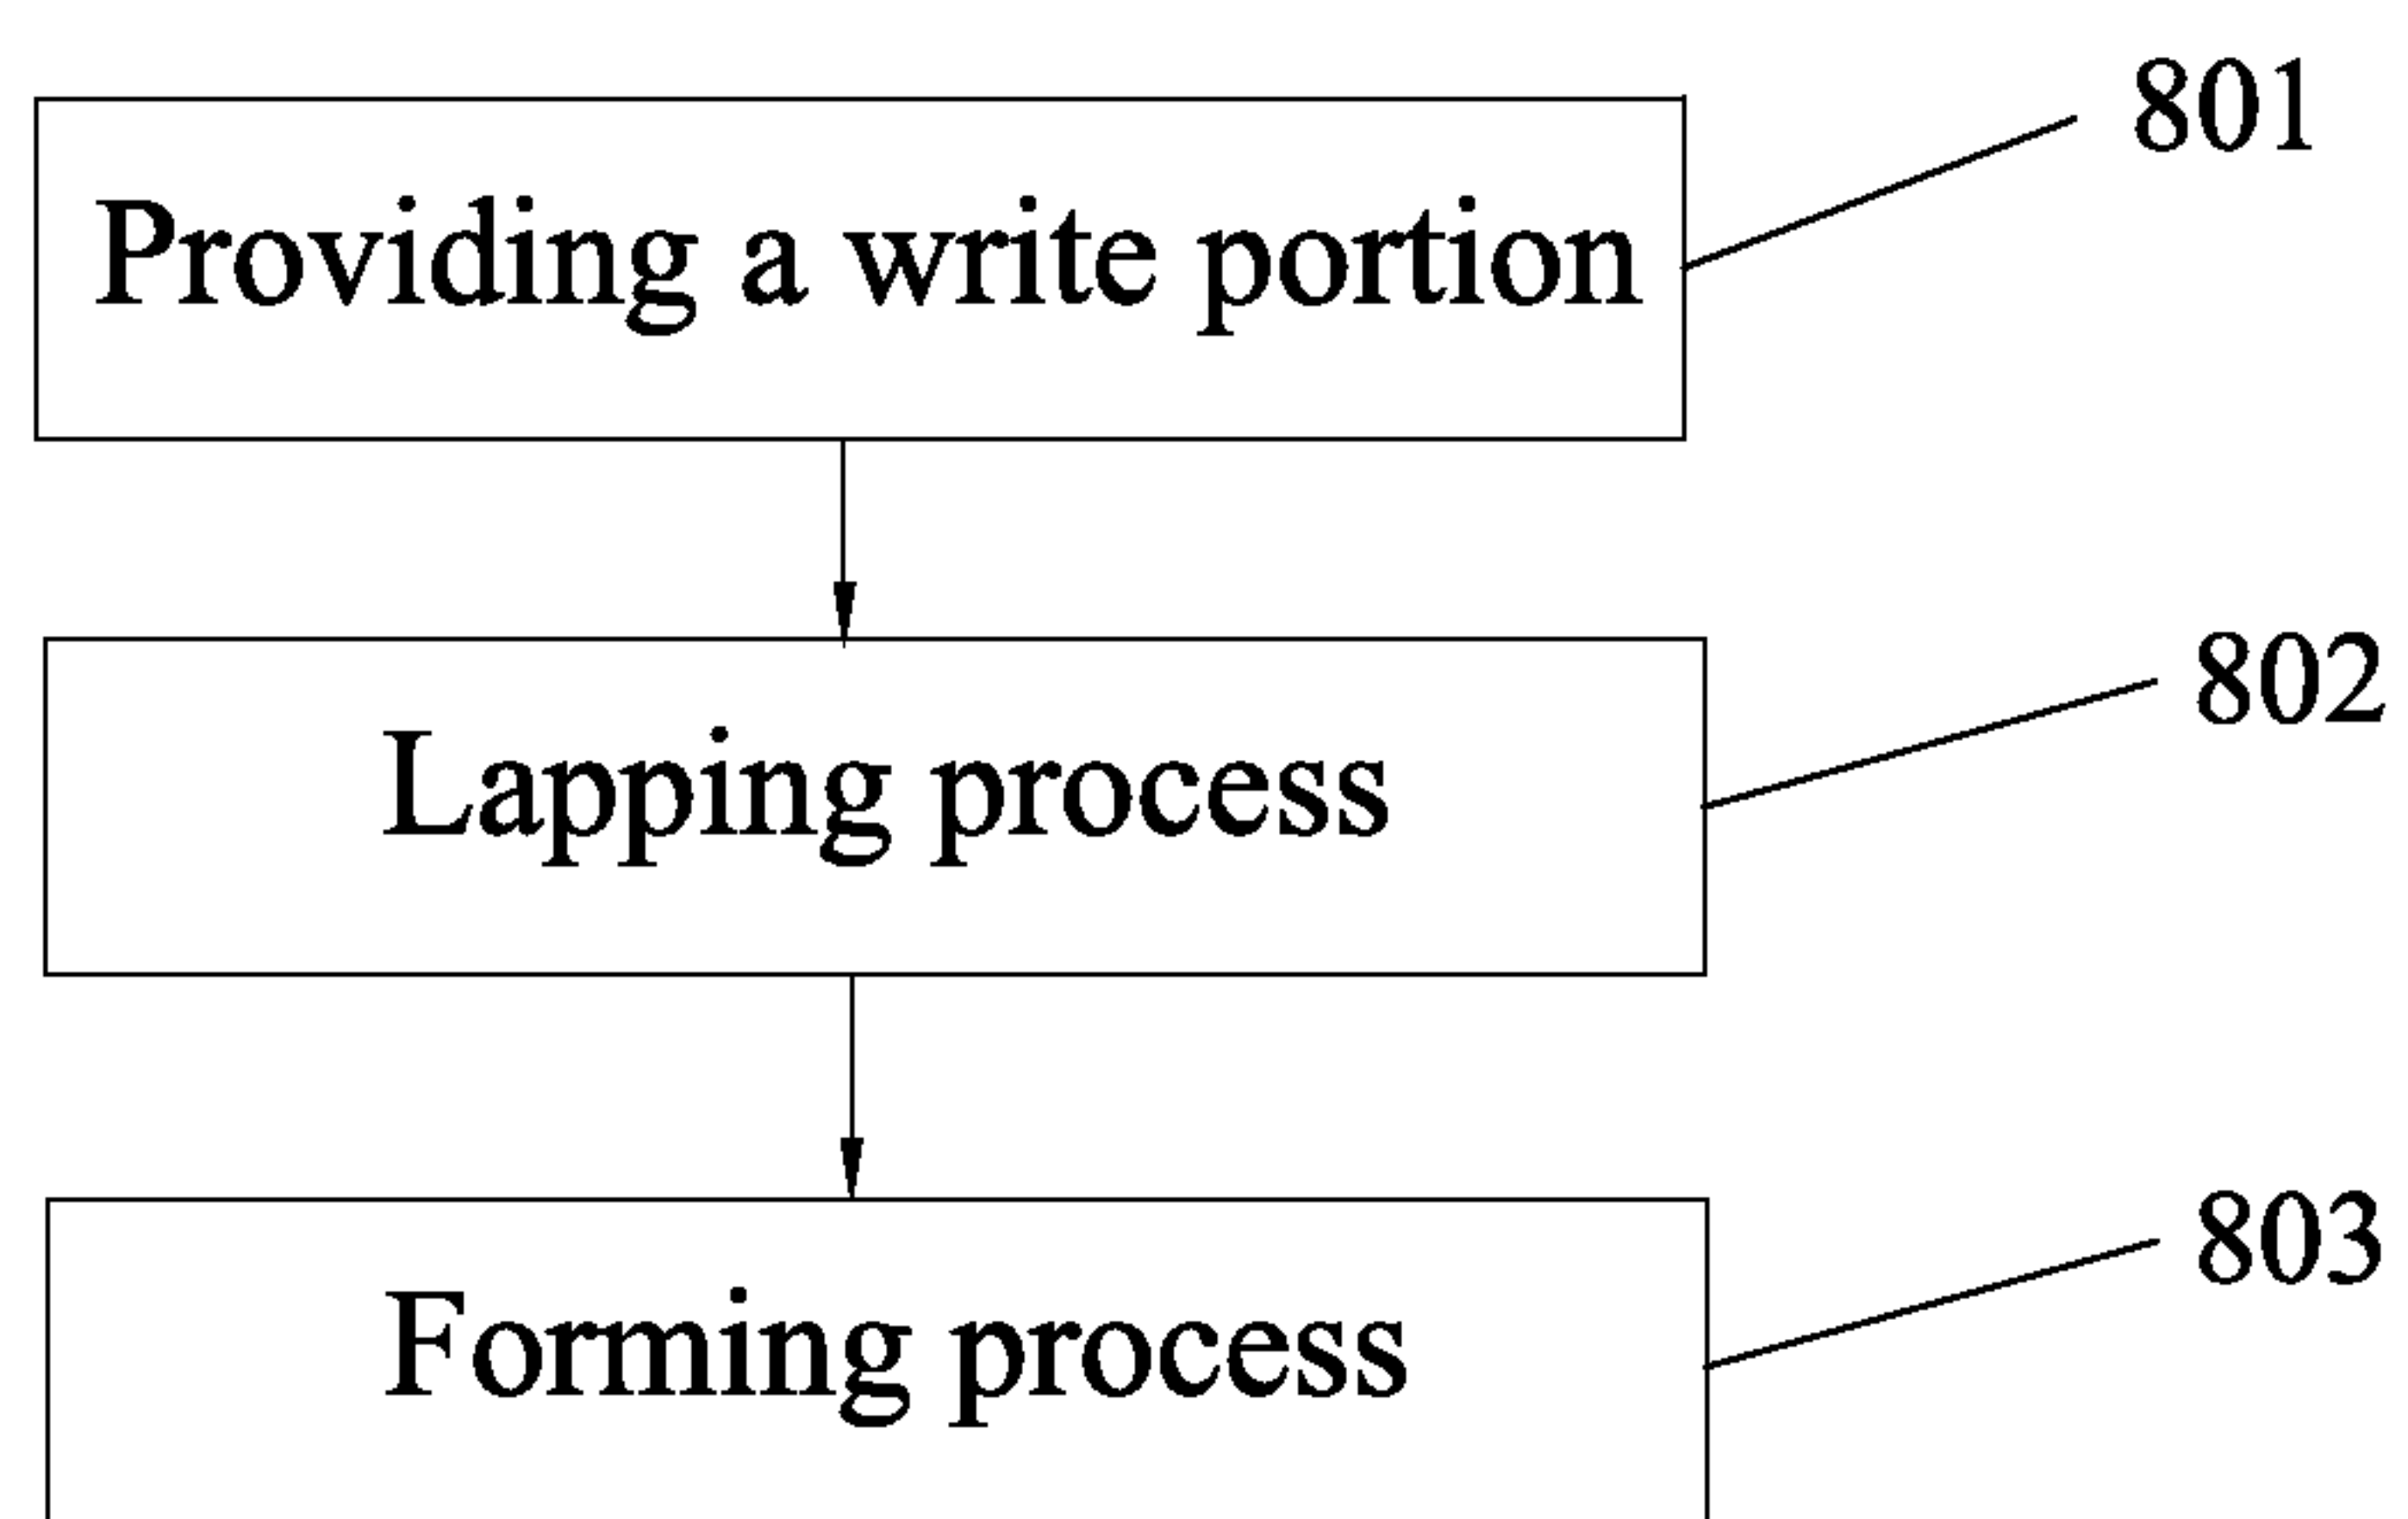 801
Providing a write portion
802
Lapping process
803
Forming process